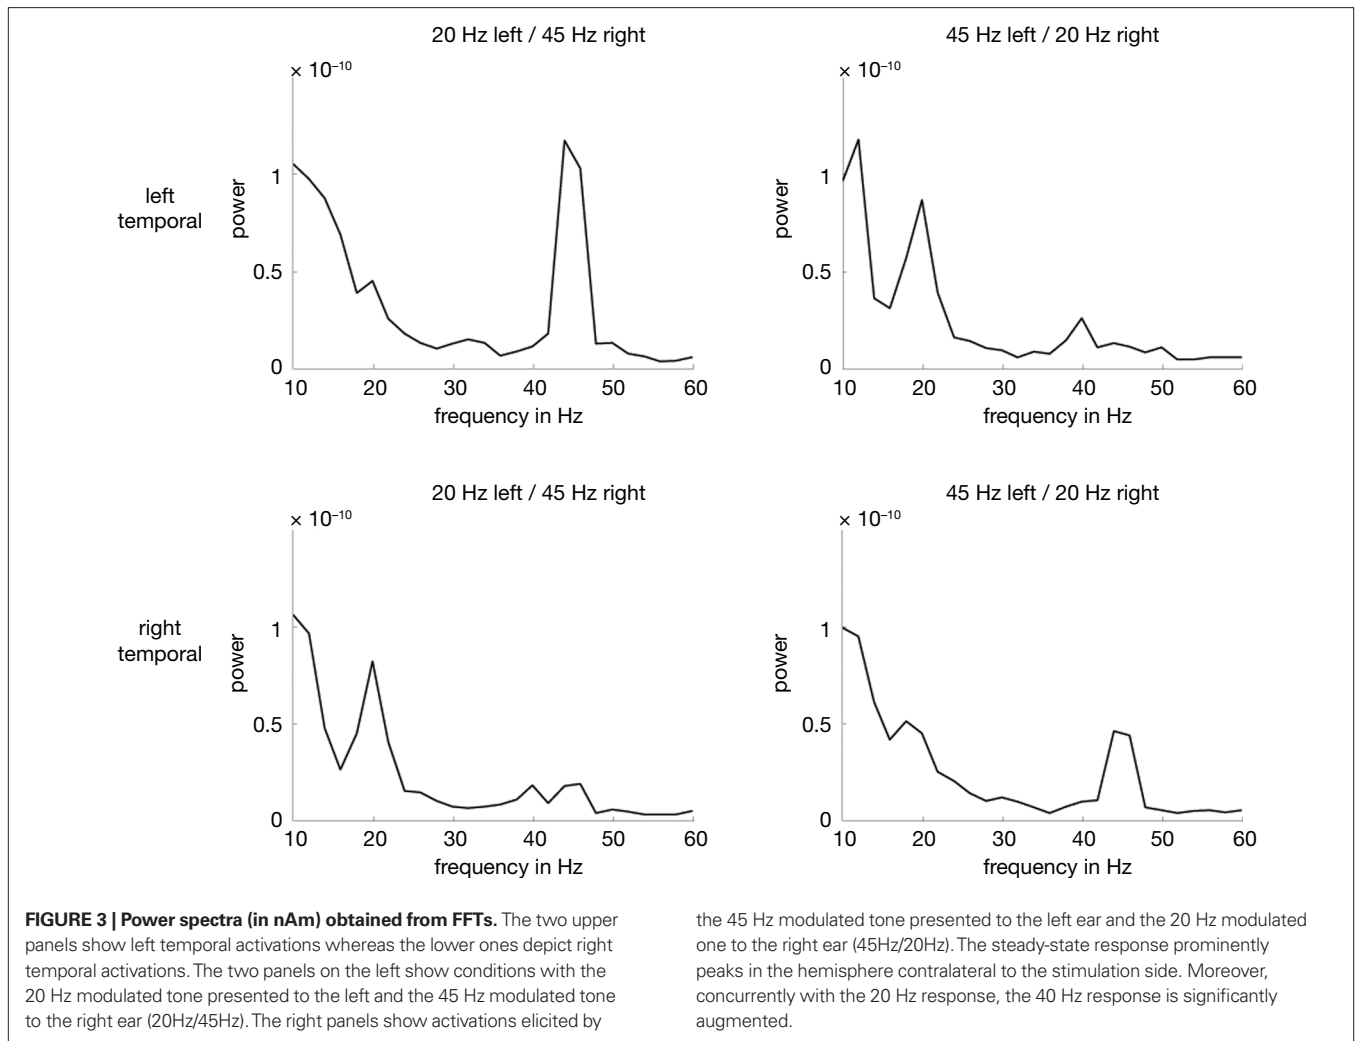 20 Hz left / 45 Hz right
× 10⁻¹⁰
left
temporal
power
1
0.5
0
10 20 30 40 50 60
frequency in Hz
45 Hz left / 20 Hz right
× 10⁻¹⁰
power
1
0.5
0
10 20 30 40 50 60
frequency in Hz
20 Hz left / 45 Hz right
× 10⁻¹⁰
right
temporal
power
1
0.5
0
10 20 30 40 50 60
frequency in Hz
45 Hz left / 20 Hz right
× 10⁻¹⁰
power
1
0.5
0
10 20 30 40 50 60
frequency in Hz
FIGURE 3 | Power spectra (in nAm) obtained from FFTs. The two upper
panels show left temporal activations whereas the lower ones depict right
temporal activations. The two panels on the left show conditions with the
20 Hz modulated tone presented to the left and the 45 Hz modulated tone
to the right ear (20Hz/45Hz). The right panels show activations elicited by
the 45 Hz modulated tone presented to the left ear and the 20 Hz modulated
one to the right ear (45Hz/20Hz). The steady-state response prominently
peaks in the hemisphere contralateral to the stimulation side. Moreover,
concurrently with the 20 Hz response, the 40 Hz response is significantly
augmented.